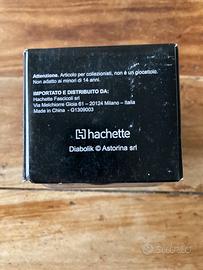 Attenzione. Articolo per collezionisti, non è un giocattolo.
Non adatto ai minori di 14 anni.
IMPORTATO E DISTRIBUITO DA:
Hachette Fascicoli srl
Via Melchiorre Gioia 61 – 20124 Milano – Italia
Made in China - G1309003
hachette
Diabolik © Astorina srl
subito